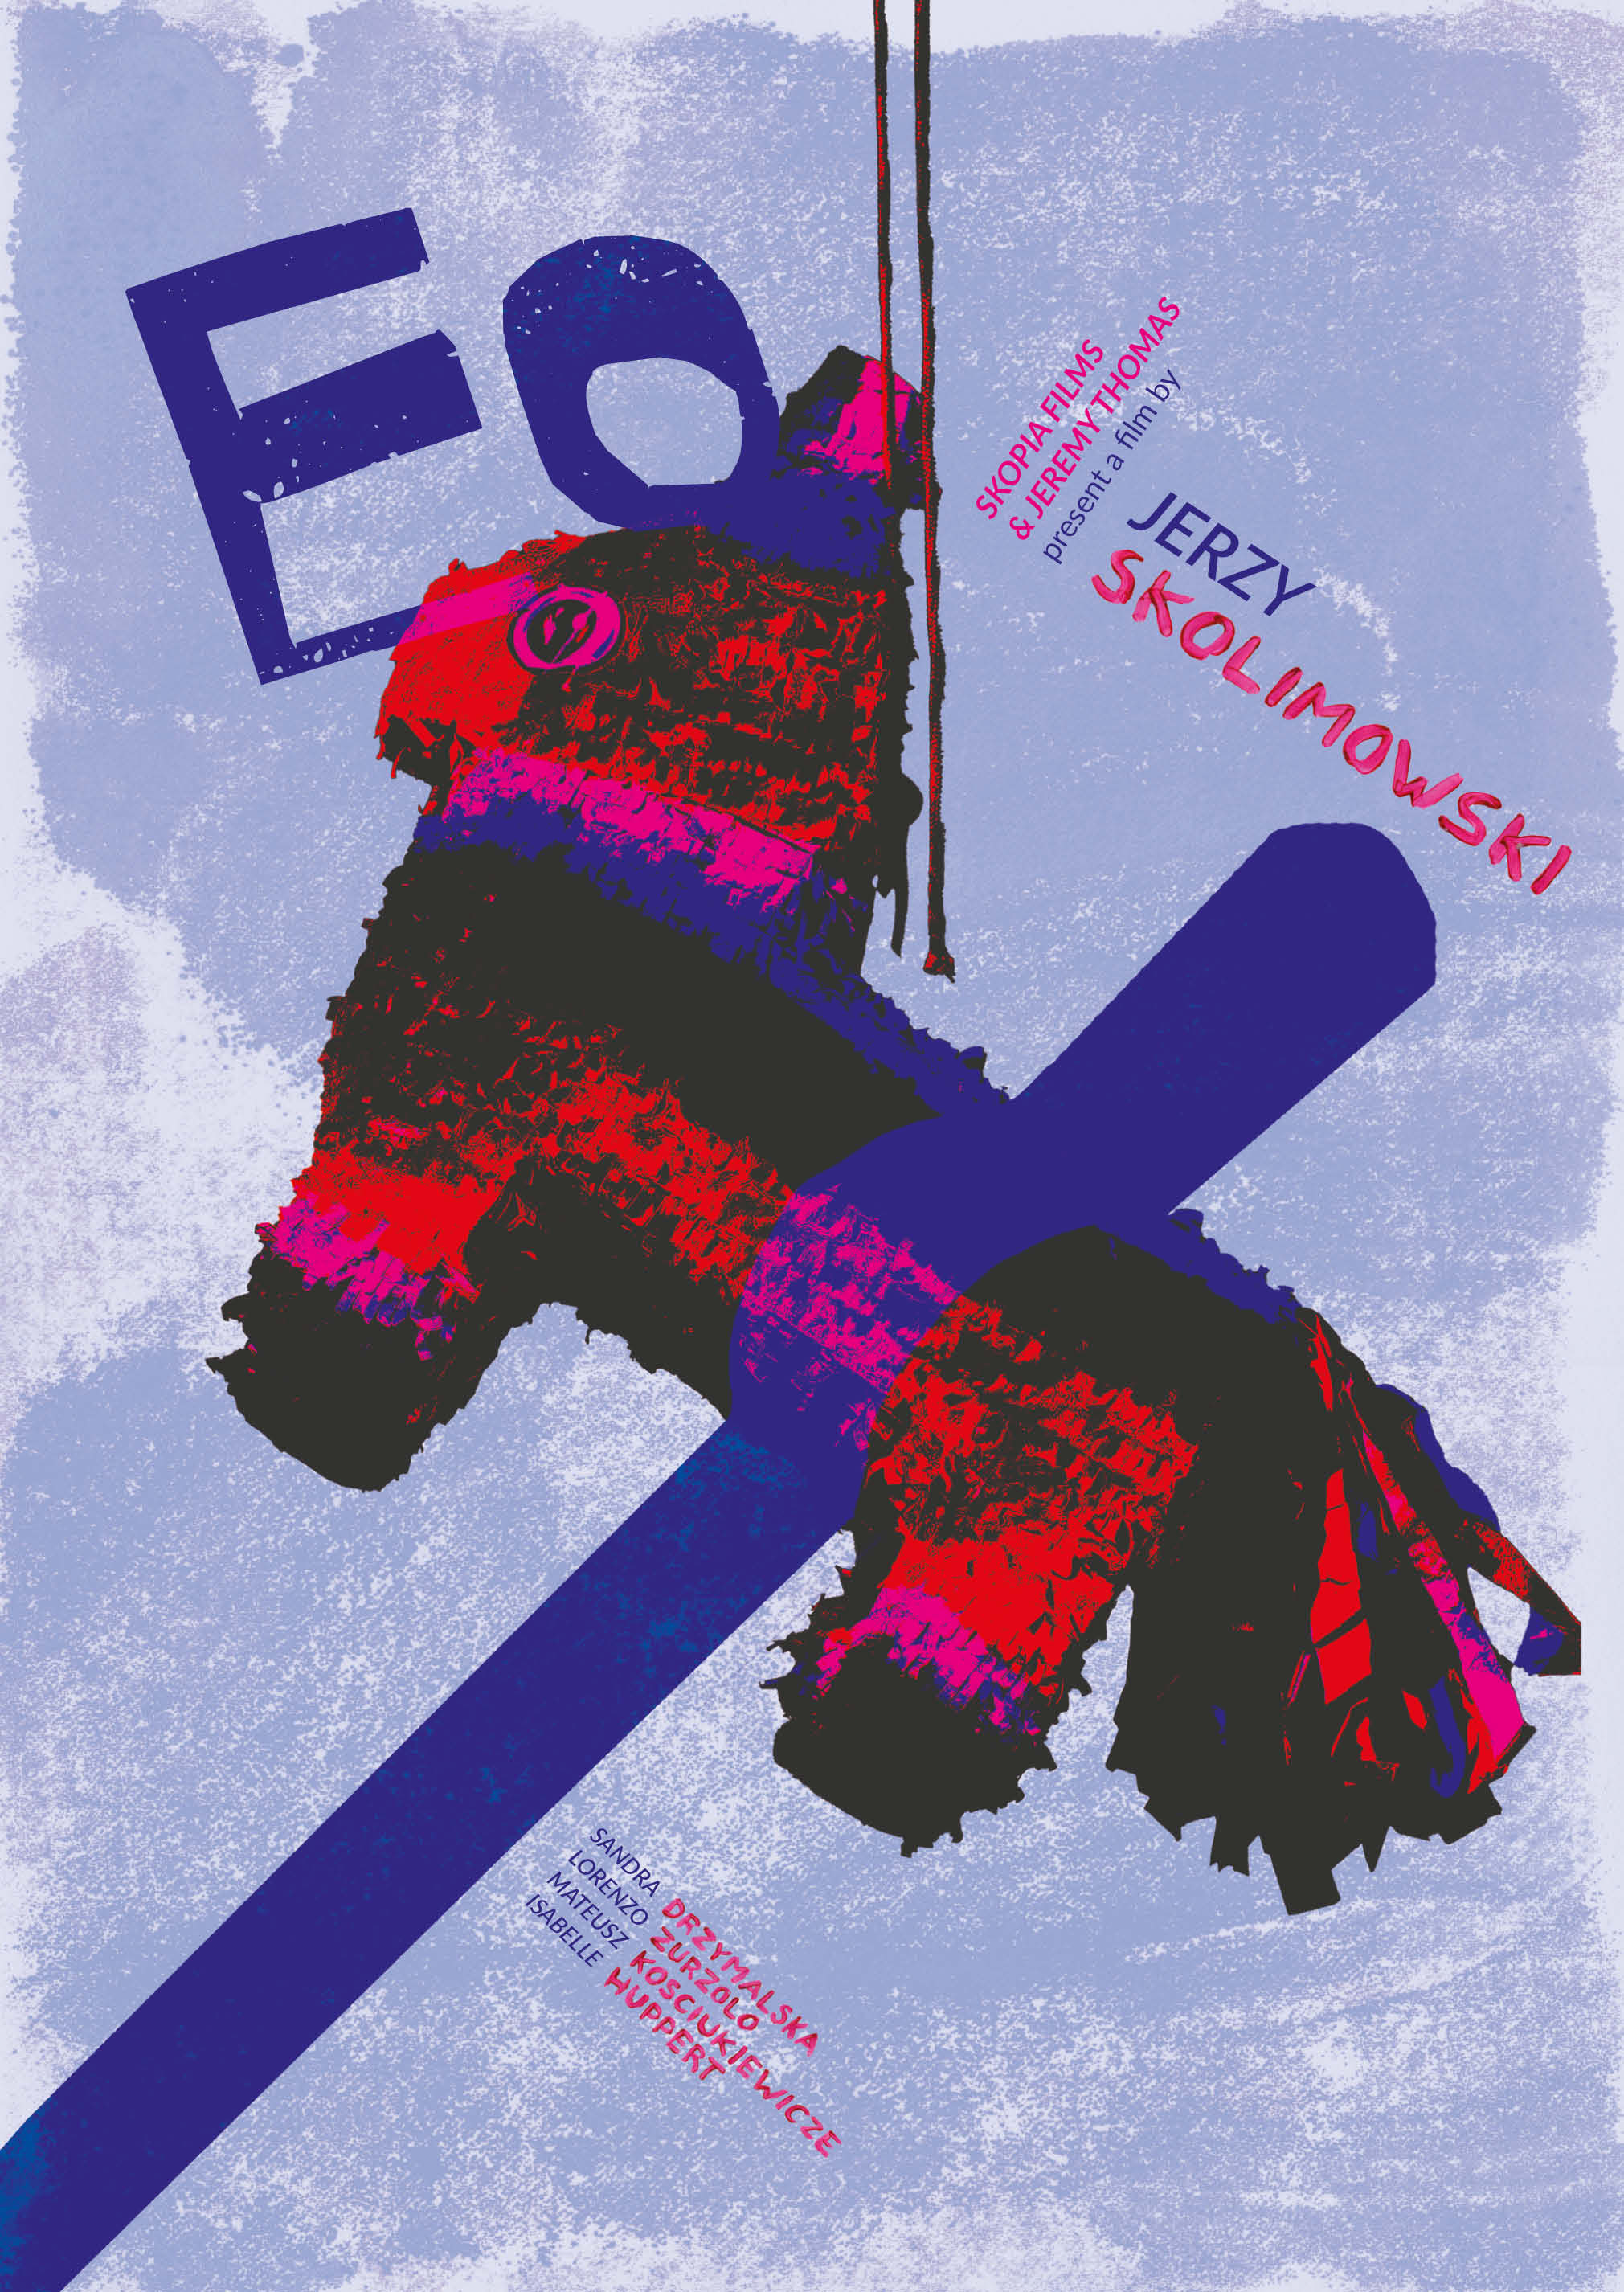 Eo
SKOPIA FILMS
& JEREMY THOMAS
present a film by
JERZY
SKOLIMOWSKI
SANDRA DRZYMALSKA
LORENZO ZURZOLO
MATEUSZ KOSCIUKIEWICZE
ISABELLE HUPPERT